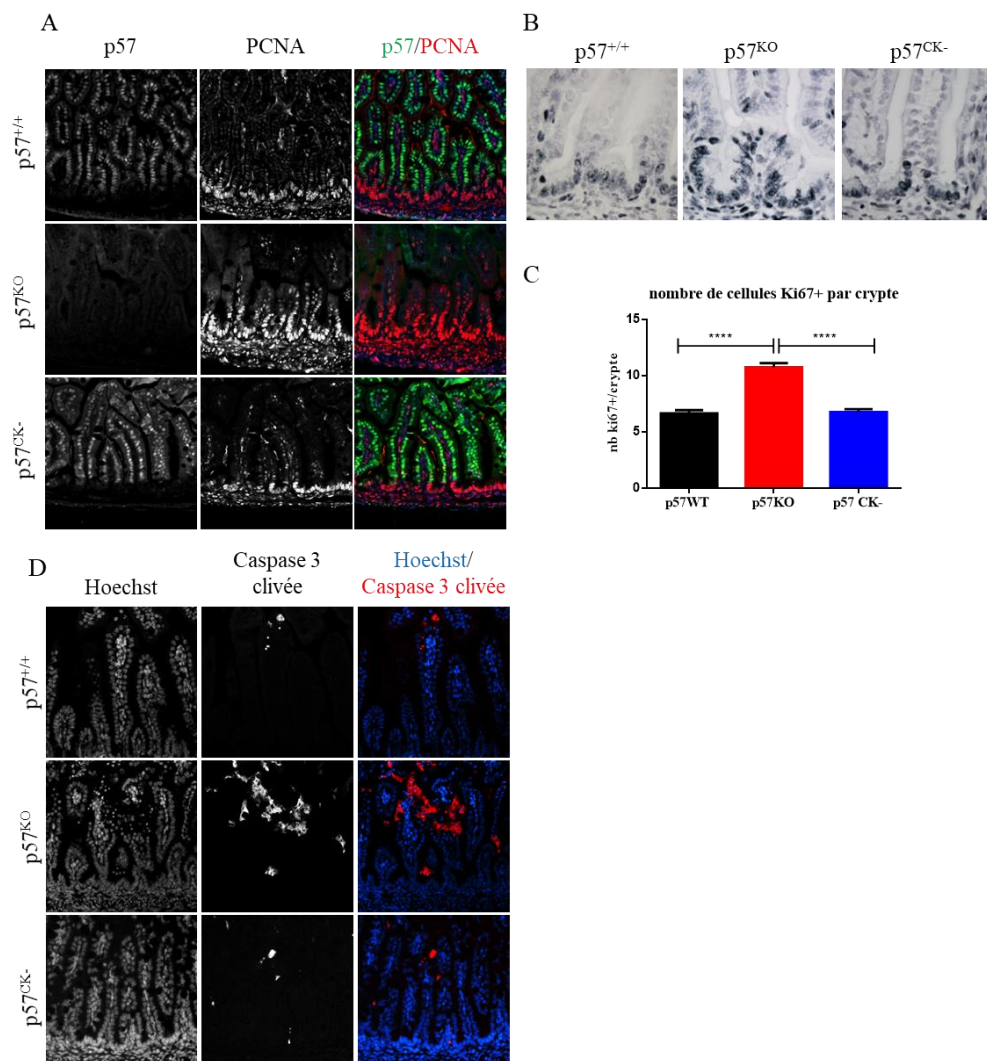 A
p57
PCNA
p57/PCNA
p57+/+
p57KO
p57CK-
B
p57+/+
p57KO
p57CK-
C
nombre de cellules Ki67+ par crypte
nb ki67+/crypte
15
10
5
0
****
****
p57WT
p57KO
p57 CK-
D
Hoechst
Caspase 3
clivée
Hoechst/
Caspase 3 clivée
p57+/+
p57KO
p57CK-